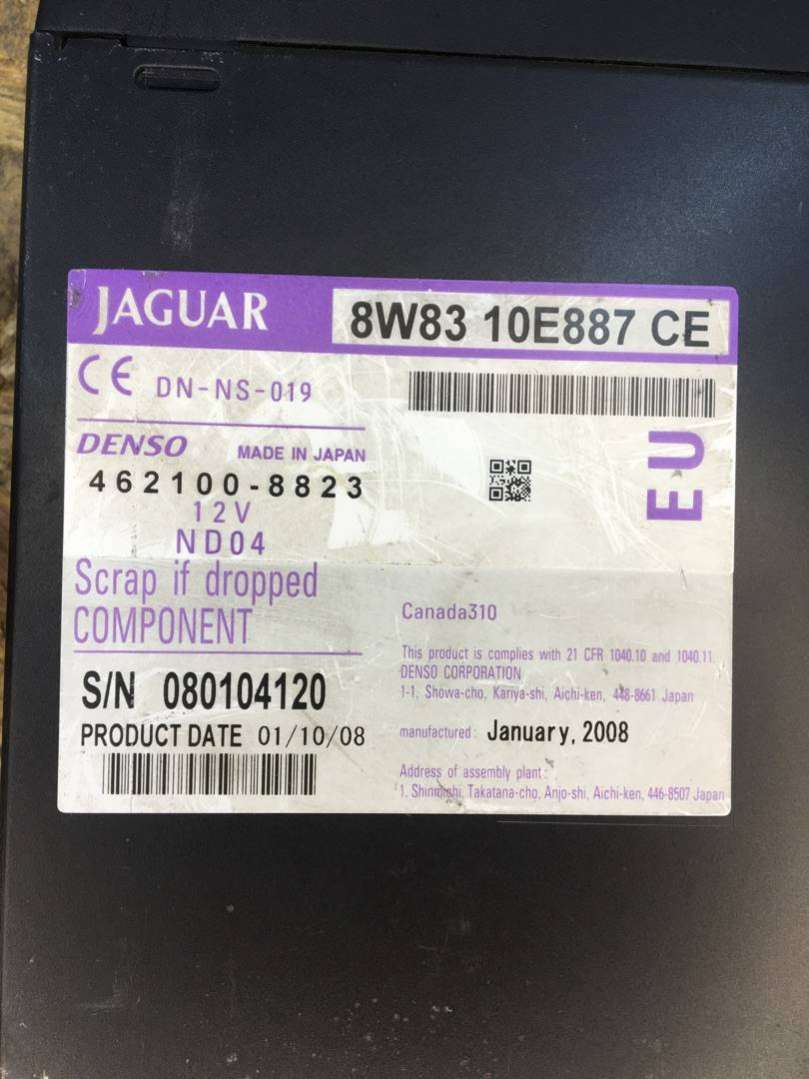 JAGUAR
8W83 10E887 CE
CE DN-NS-019
DENSO MADE IN JAPAN
462100-8823
12V
ND04
Scrap if dropped
COMPONENT
EU
S/N 080104120
PRODUCT DATE 01/10/08
Canada310
This product is complies with 21 CFR 1040.10 and 1040.11.
DENSO CORPORATION
1-1, Showa-cho, Kariya-shi, Aichi-ken, 448-8661 Japan
manufactured: January, 2008
Address of assembly plant:
1, Takatana-cho, Anjo-shi, Aichi-ken, 446-8507 Japan